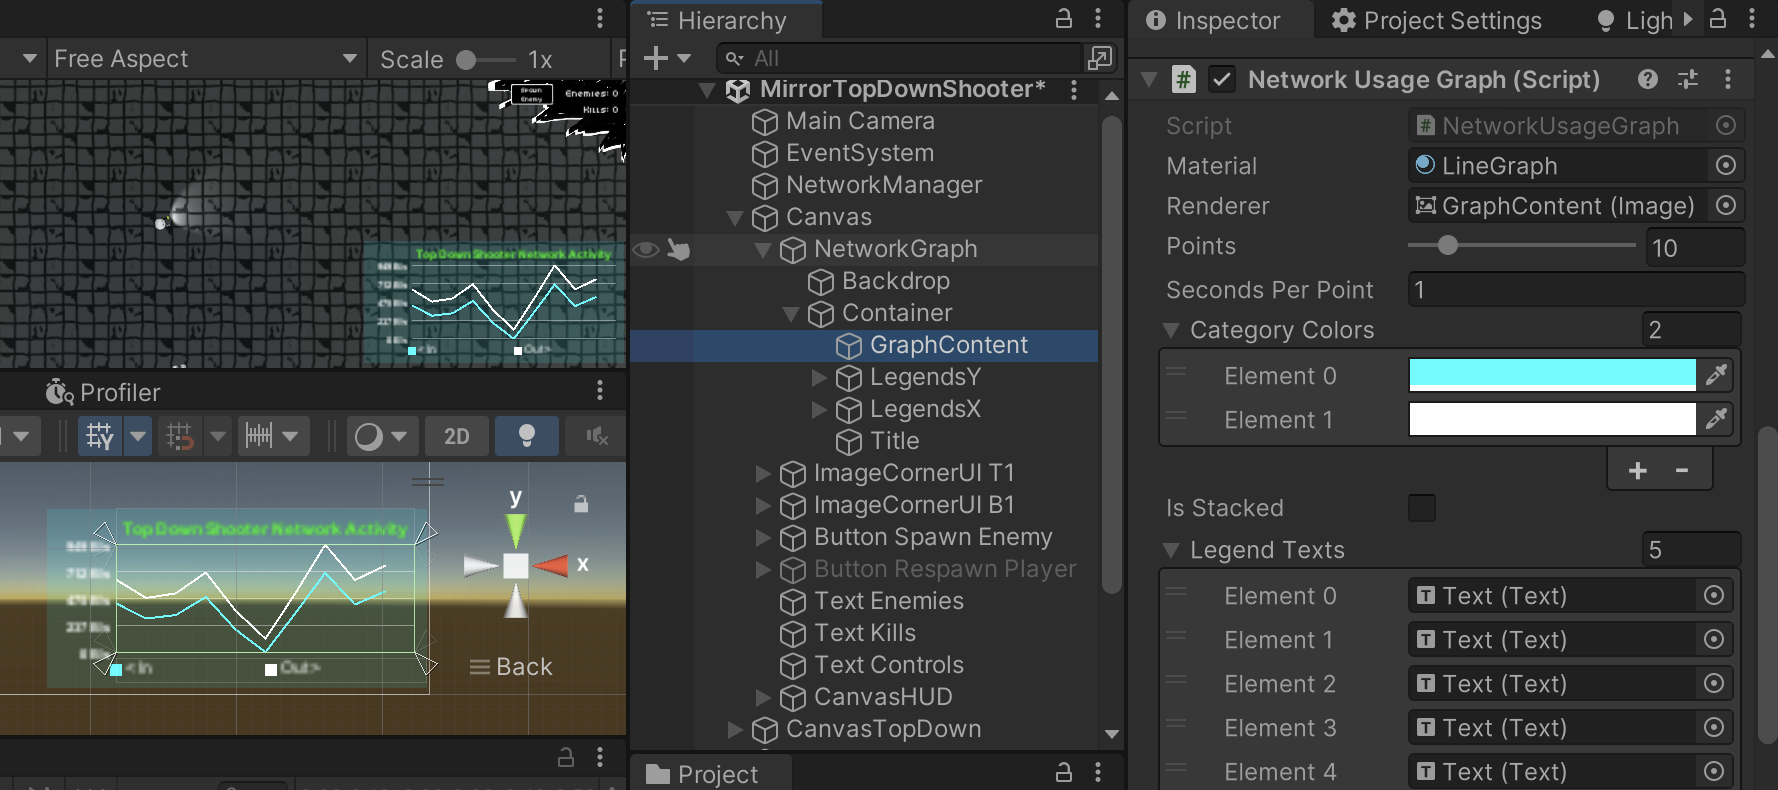 Free Aspect
Scale
1x
Spawn
Enemy
Enemies: 0
Kills: 0
Top Down Shooter Network Activity
< In
Out >
Profiler
2D
y
x
Top Down Shooter Network Activity
< In
Out >
Back
Hierarchy
All
MirrorTopDownShooter*
Main Camera
EventSystem
NetworkManager
Canvas
NetworkGraph
Backdrop
Container
GraphContent
LegendsY
LegendsX
Title
ImageCornerUI T1
ImageCornerUI B1
Button Spawn Enemy
Button Respawn Player
Text Enemies
Text Kills
Text Controls
CanvasHUD
CanvasTopDown
Project
Inspector
Project Settings
Ligh
# Network Usage Graph (Script)
Script
# NetworkUsageGraph
Material
LineGraph
Renderer
GraphContent (Image)
Points
10
Seconds Per Point
1
Category Colors
2
Element 0
Element 1
+ -
Is Stacked
Legend Texts
5
Element 0
T Text (Text)
Element 1
T Text (Text)
Element 2
T Text (Text)
Element 3
T Text (Text)
Element 4
T Text (Text)